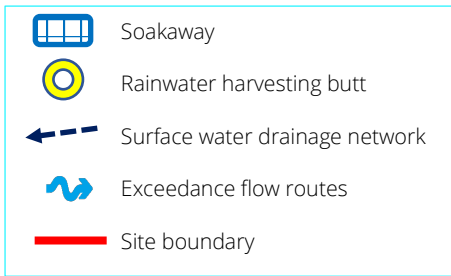 Soakaway
Rainwater harvesting butt
Surface water drainage network
Exceedance flow routes
Site boundary